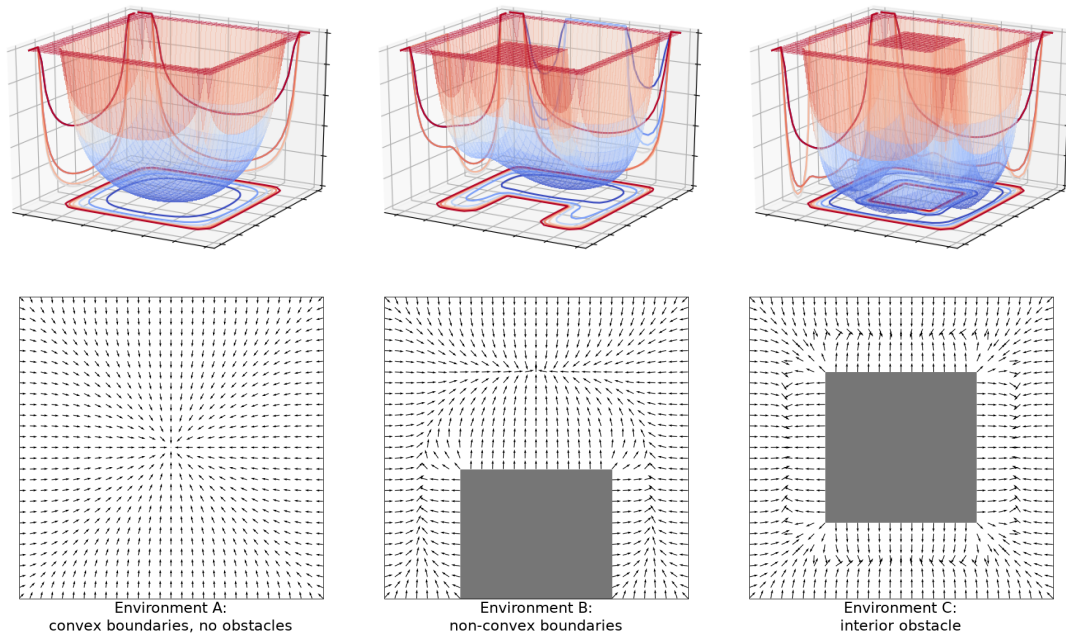 Environment A:
convex boundaries, no obstacles
Environment B:
non-convex boundaries
Environment C:
interior obstacle